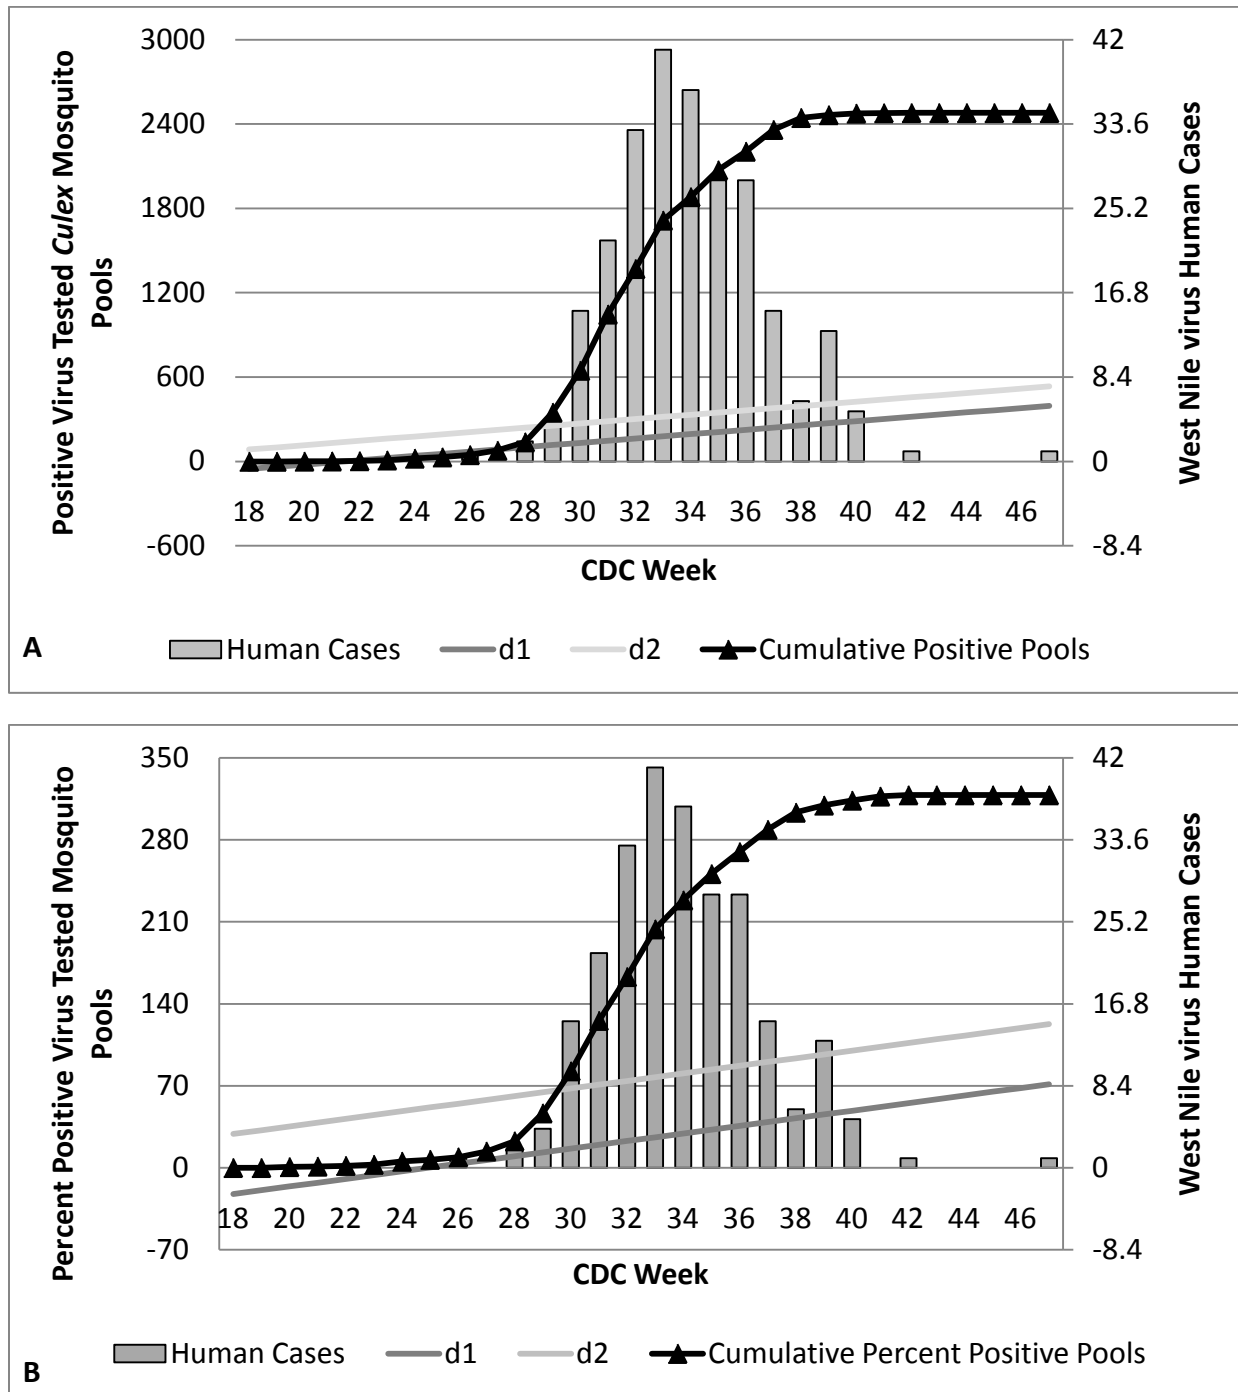 Positive Virus Tested Culex Mosquito
Pools
3000
2400
1800
1200
600
0
-600
42
33.6
25.2
16.8
8.4
0
-8.4
West Nile virus Human Cases
18 20 22 24 26 28 30 32 34 36 38 40 42 44 46
CDC Week
A
Human Cases d1 d2 Cumulative Positive Pools
Percent Positive Virus Tested Mosquito
Pools
350
280
210
140
70
0
-70
42
33.6
25.2
16.8
8.4
0
-8.4
West Nile virus Human Cases
18 20 22 24 26 28 30 32 34 36 38 40 42 44 46
CDC Week
Human Cases d1 d2 Cumulative Percent Positive Pools
B